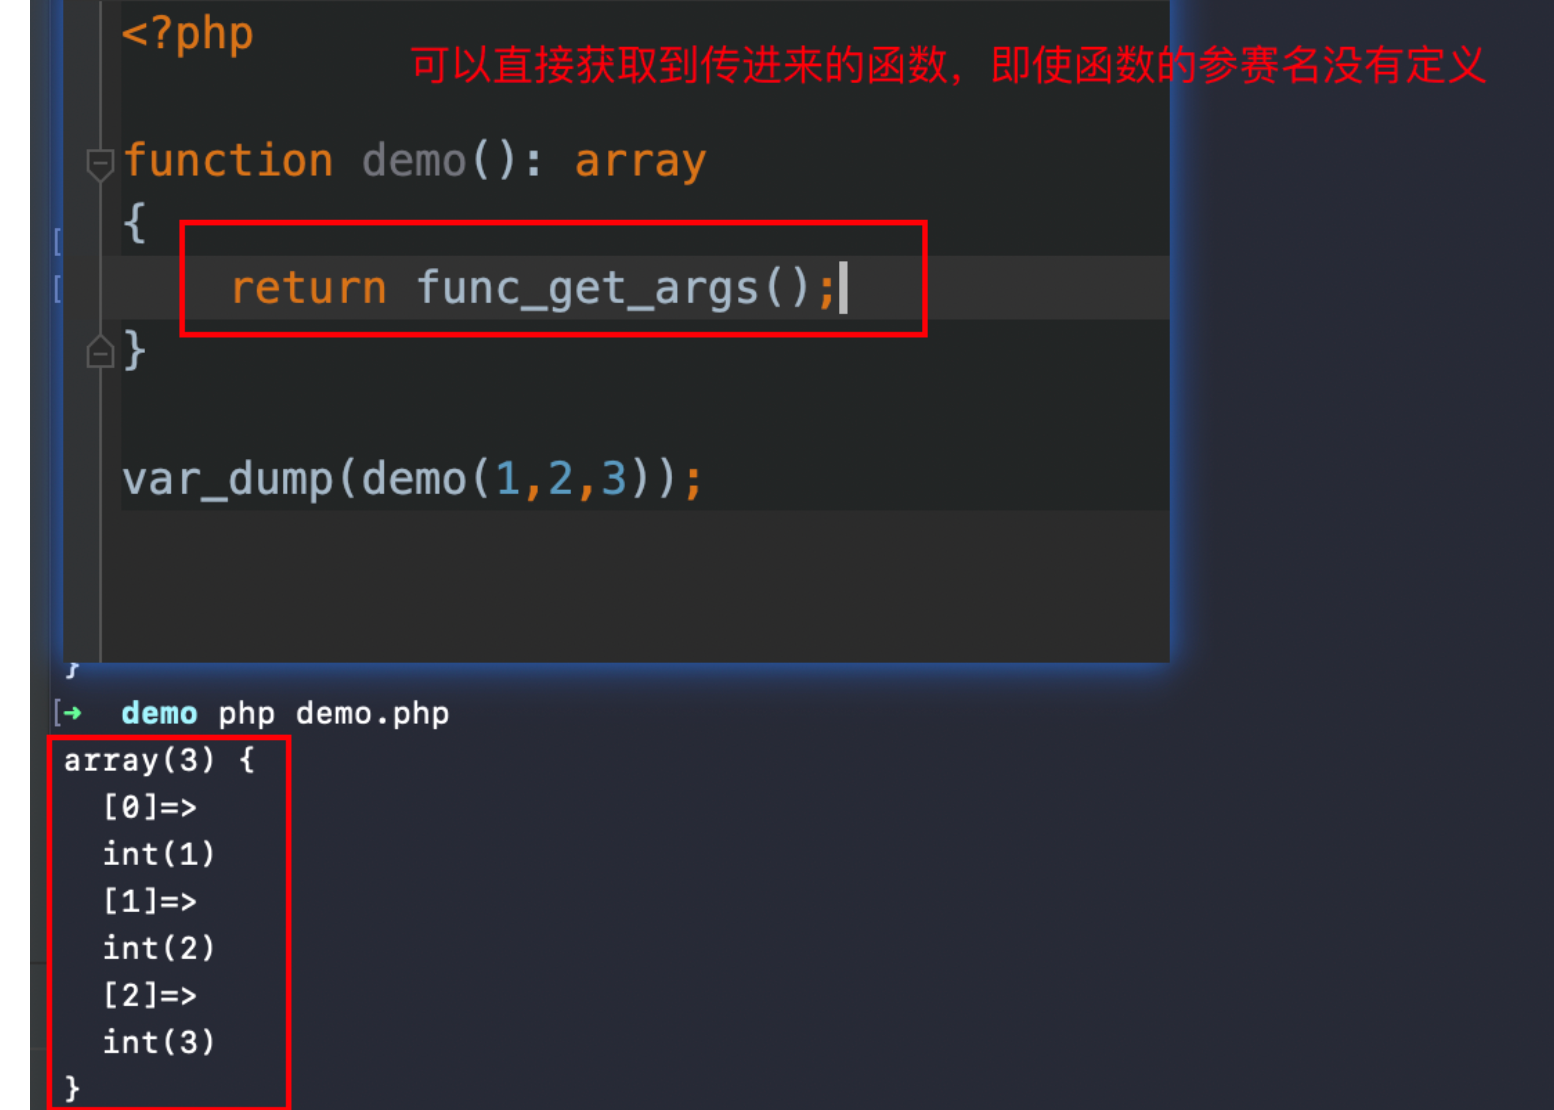 <?php
可以直接获取到传进来的函数，即使函数的参赛名没有定义
function demo(): array
{
[
[
return func_get_args();
}
var_dump(demo(1,2,3));
}
[→ demo php demo.php
array(3) {
[0]=>
int(1)
[1]=>
int(2)
[2]=>
int(3)
}